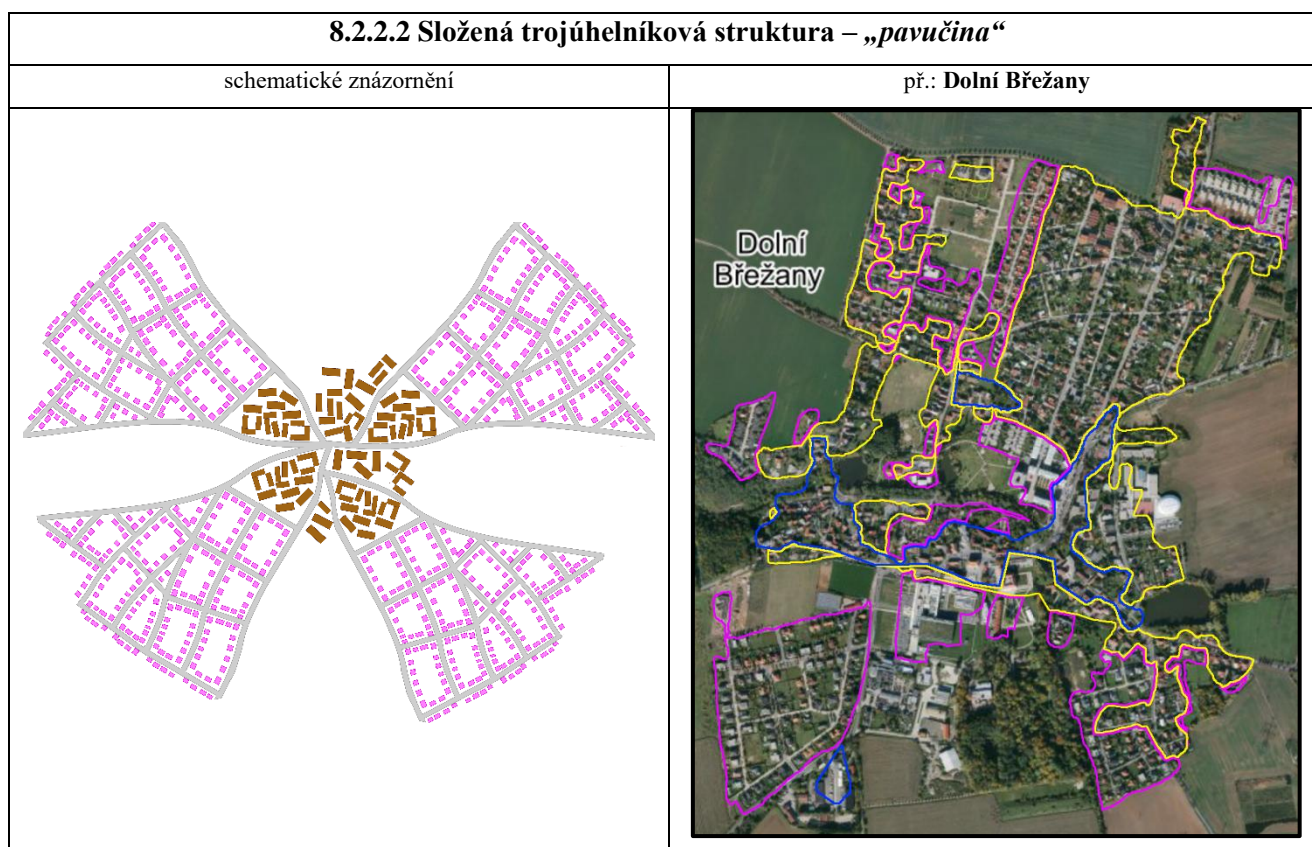 8.2.2.2 Složená trojúhelníková struktura – „pavučina“
schematické znázornění
př.: Dolní Břežany
Dolní
Břežany